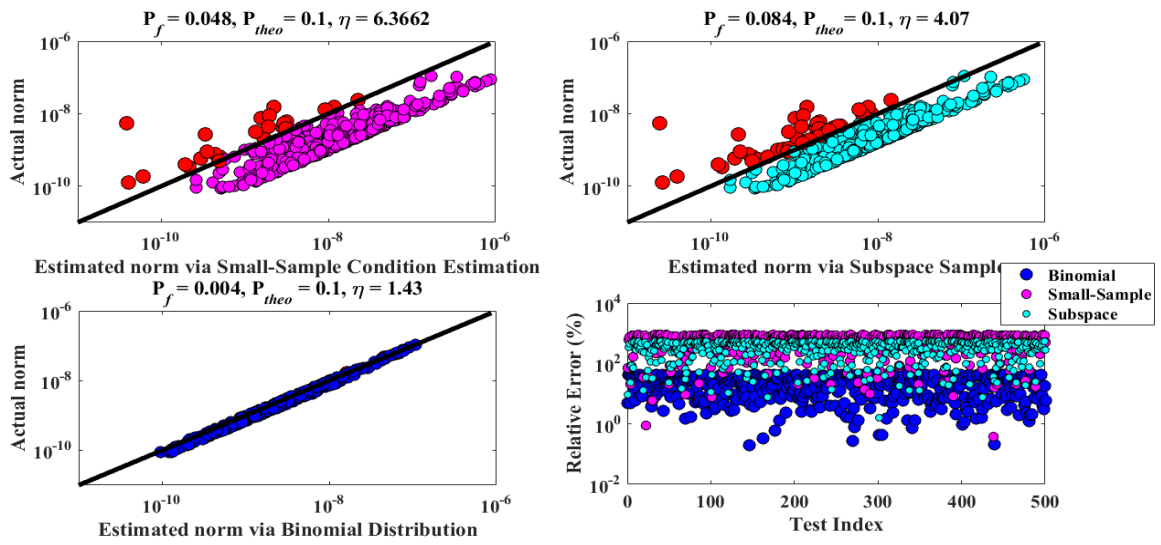 P_f = 0.048, P_theo = 0.1, η = 6.3662
Actual norm
10^-6
10^-8
10^-10
10^-10 10^-8 10^-6
Estimated norm via Small-Sample Condition Estimation
P_f = 0.084, P_theo = 0.1, η = 4.07
Actual norm
10^-6
10^-8
10^-10
10^-10 10^-8 10^-6
Estimated norm via Subspace Sample
P_f = 0.004, P_theo = 0.1, η = 1.43
Actual norm
10^-6
10^-8
10^-10
10^-10 10^-8 10^-6
Estimated norm via Binomial Distribution
Binomial
Small-Sample
Subspace
Relative Error (%)
10^4
10^2
10^0
10^-2
0 100 200 300 400 500
Test Index